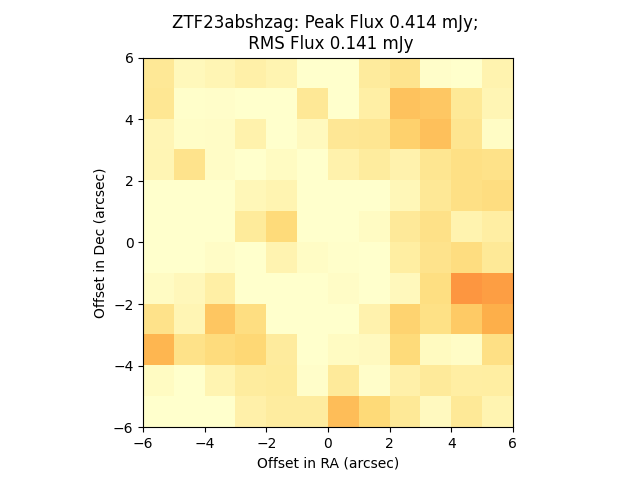 ZTF23abshzag: Peak Flux 0.414 mJy;
RMS Flux 0.141 mJy
6
4
2
0
−2
−4
−6
Offset in Dec (arcsec)
−6 −4 −2 0 2 4 6
Offset in RA (arcsec)